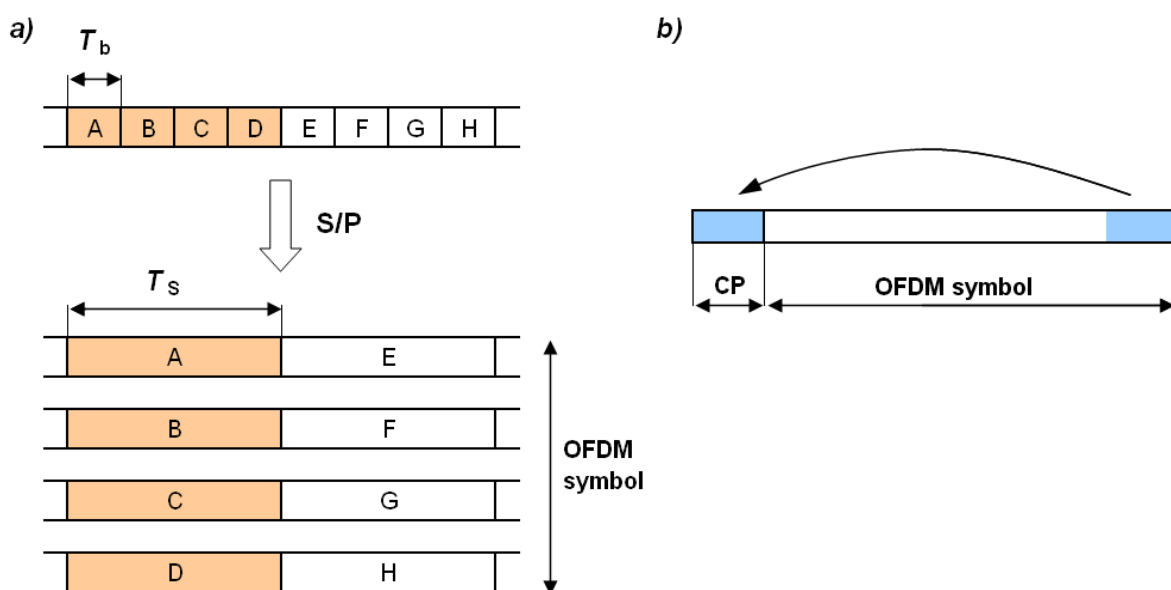 a)
T b
A B C D E F G H
S/P
T S
A E
B F
C G
D H
OFDM
symbol
b)
CP OFDM symbol